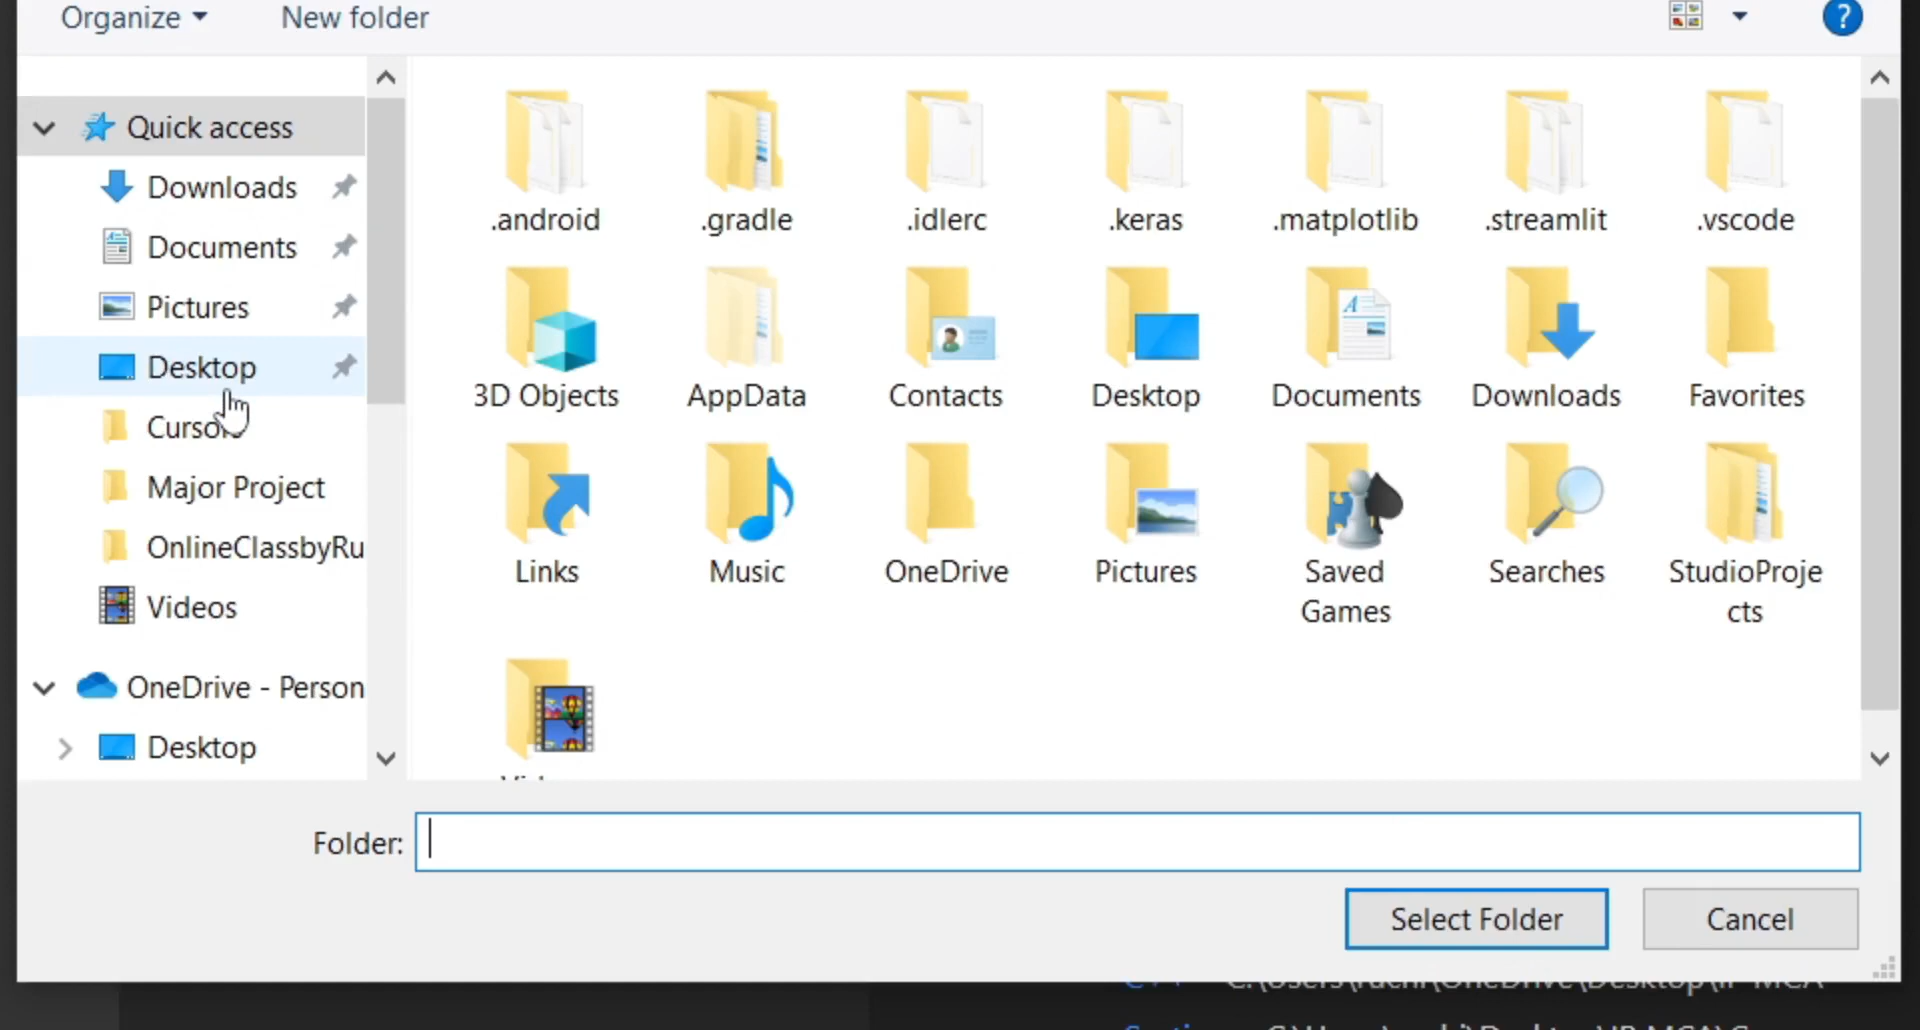 Organize
New folder
?
Quick access
Downloads
Documents
Pictures
Desktop
Major Project
OnlineClassbyRu
Videos
OneDrive - Person
Desktop
.android
.gradle
.idlerc
.keras
.matplotlib
.streamlit
.vscode
3D Objects
AppData
Contacts
Desktop
Documents
Downloads
Favorites
Links
Music
OneDrive
Pictures
Saved
Games
Searches
StudioProje
cts
Folder:
Select Folder
Cancel